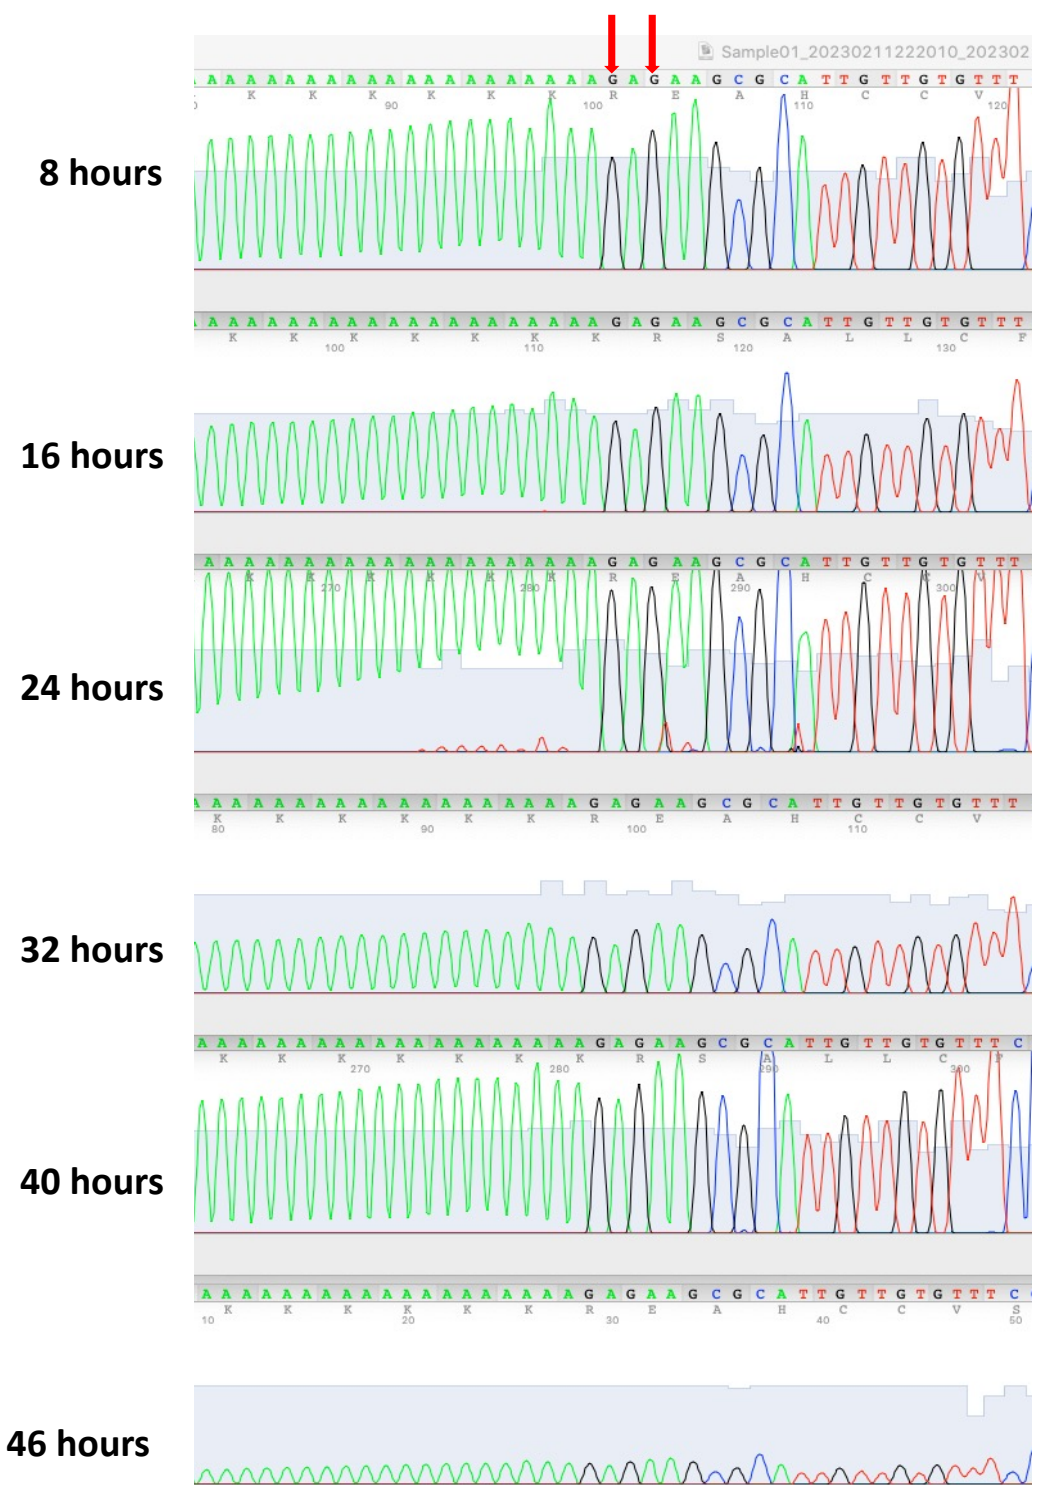 Sample01_20230211222010_202302
A A A A A A A A A A A A A A A A A A A A G A G A A G C G C A T T G T T G T G T T T
K K K K K K R E A H C C V
90 100 110 120
8 hours
A A A A A A A A A A A A A A A A A A A A G A G A A G C G C A T T G T T G T G T T T
K K K K K K K R S A L L C F
100 110 120 130
16 hours
A A A A A A A A A A A A A A A A A A A A G A G A A G C G C A T T G T T G T G T T T
K K K K K K R E A H C C V
270 280 290 300
24 hours
A A A A A A A A A A A A A A A A A A G A G A A G C G C A T T G T T G T G T T T
K K K K K K R E A H C C V
80 90 100 110
32 hours
A A A A A A A A A A A A A A A A A A A A G A G A A G C G C A T T G T T G T G T T T C
K K K K K K K R S A L L C F
270 280 290 300
40 hours
A A A A A A A A A A A A A A A A A A A G A G A A G C G C A T T G T T G T G T T T C
K K K K K K R E A H C C V S
10 20 30 40 50
46 hours